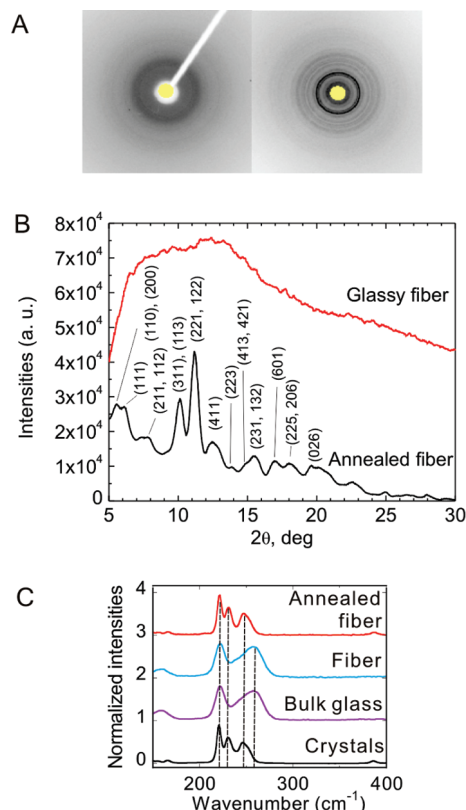 A
B
8x10⁴
7x10⁴
6x10⁴
5x10⁴
4x10⁴
3x10⁴
2x10⁴
1x10⁴
0
Intensities (a. u.)
Glassy fiber
(110), (200)
(111)
(211, 112)
(311), (113)
(221, 122)
(411)
(223)
(413, 421)
(231, 132)
(601)
(225, 206)
(026)
Annealed fiber
5 10 15 20 25 30
2θ, deg
C
4
3
2
1
0
Normalized intensities
Annealed
fiber
Fiber
Bulk glass
Crystals
200 300 400
Wavenumber (cm⁻¹)